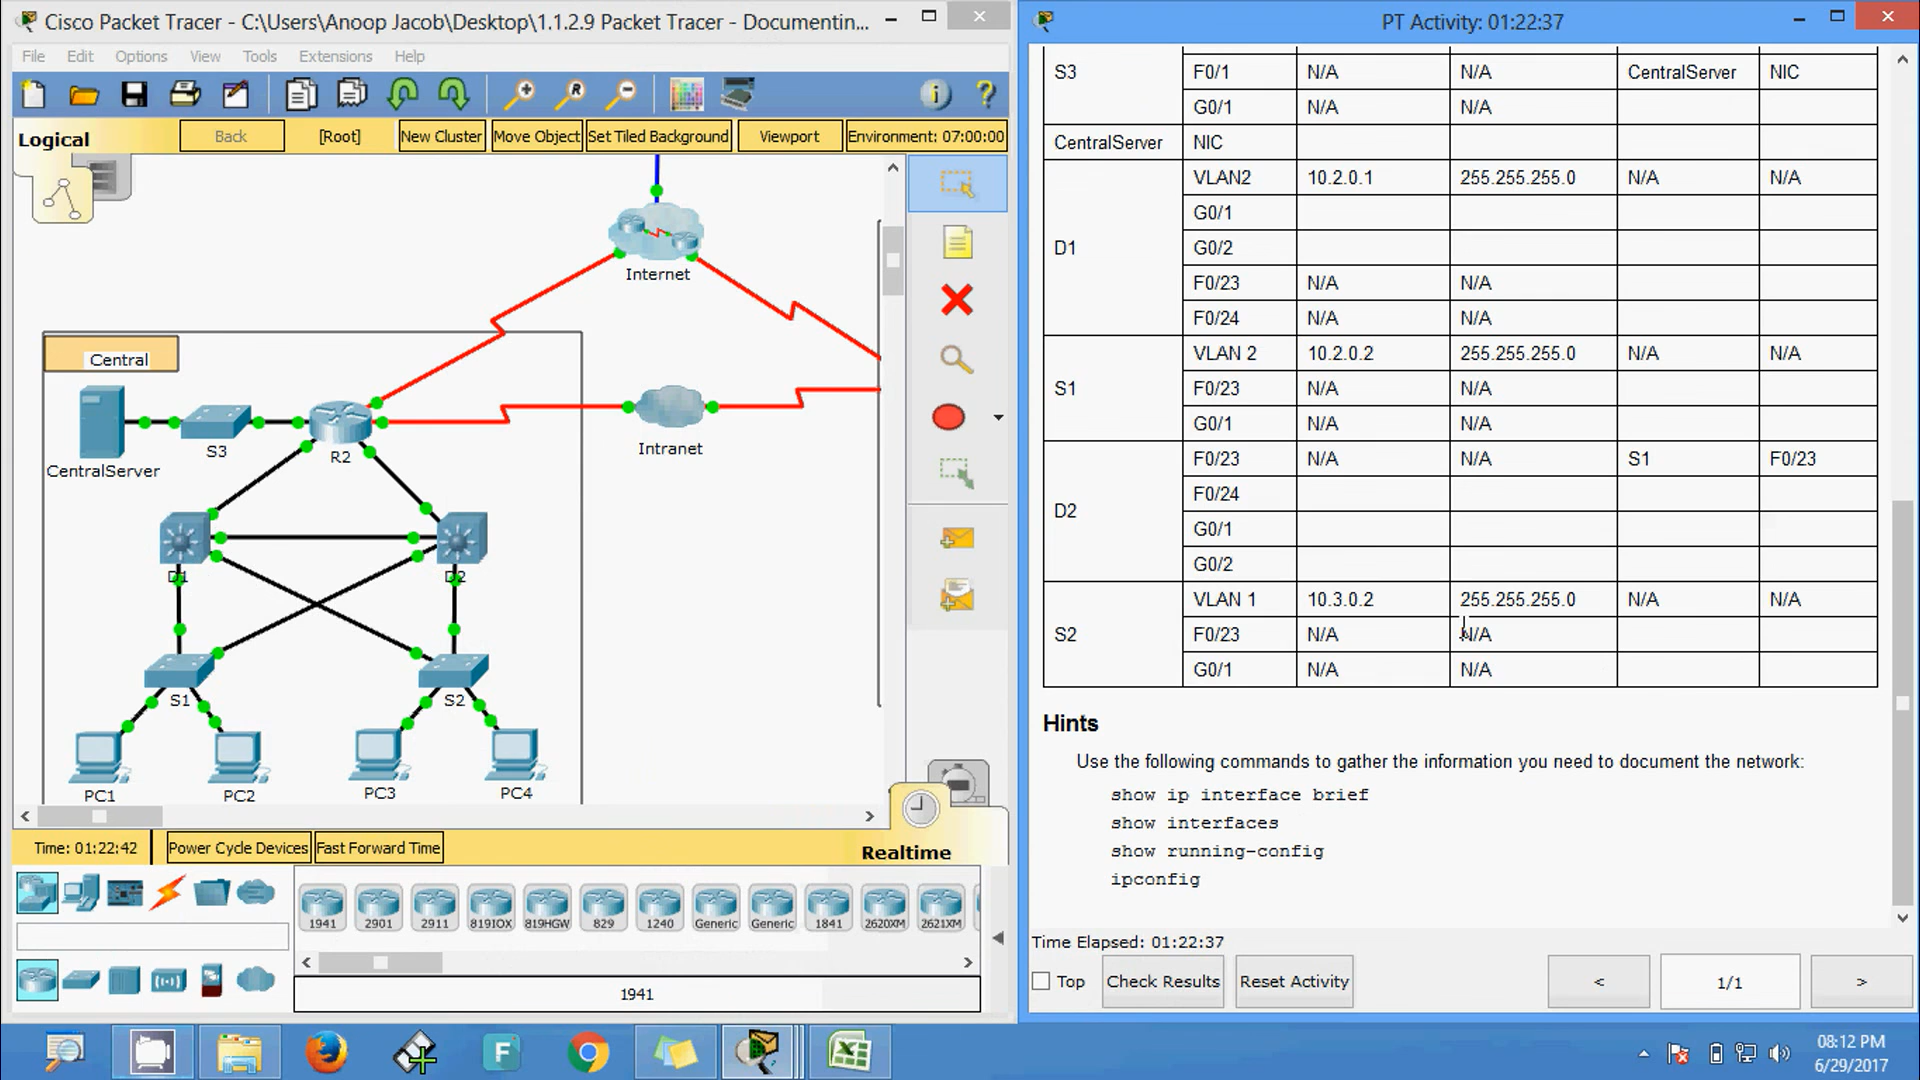 Cisco Packet Tracer - C:\Users\Anoop Jacob\Desktop\1.1.2.9 Packet Tracer - Documentin...
File Edit Options View Tools Extensions Help
Logical Back [Root] New Cluster Move Object Set Tiled Background Viewport Environment: 07:00:00
Internet
Central
CentralServer
S3
R2
Intranet
D1
D2
S1
S2
PC1
PC2
PC3
PC4
Time: 01:22:42 Power Cycle Devices Fast Forward Time Realtime
1941 2901 2911 819IOX 819HGW 829 1240 Generic Generic 1841 2620XM 2621XM
1941
PT Activity: 01:22:37
S3 F0/1 N/A N/A CentralServer NIC
G0/1 N/A N/A
CentralServer NIC
D1 VLAN2 10.2.0.1 255.255.255.0 N/A N/A
G0/1
G0/2
F0/23 N/A N/A
F0/24 N/A N/A
S1 VLAN 2 10.2.0.2 255.255.255.0 N/A N/A
F0/23 N/A N/A
G0/1 N/A N/A
D2 F0/23 N/A N/A S1 F0/23
F0/24
G0/1
G0/2
S2 VLAN 1 10.3.0.2 255.255.255.0 N/A N/A
F0/23 N/A N/A
G0/1 N/A N/A
Hints
Use the following commands to gather the information you need to document the network:
show ip interface brief
show interfaces
show running-config
ipconfig
Time Elapsed: 01:22:37
Top Check Results Reset Activity < 1/1 >
08:12 PM
6/29/2017